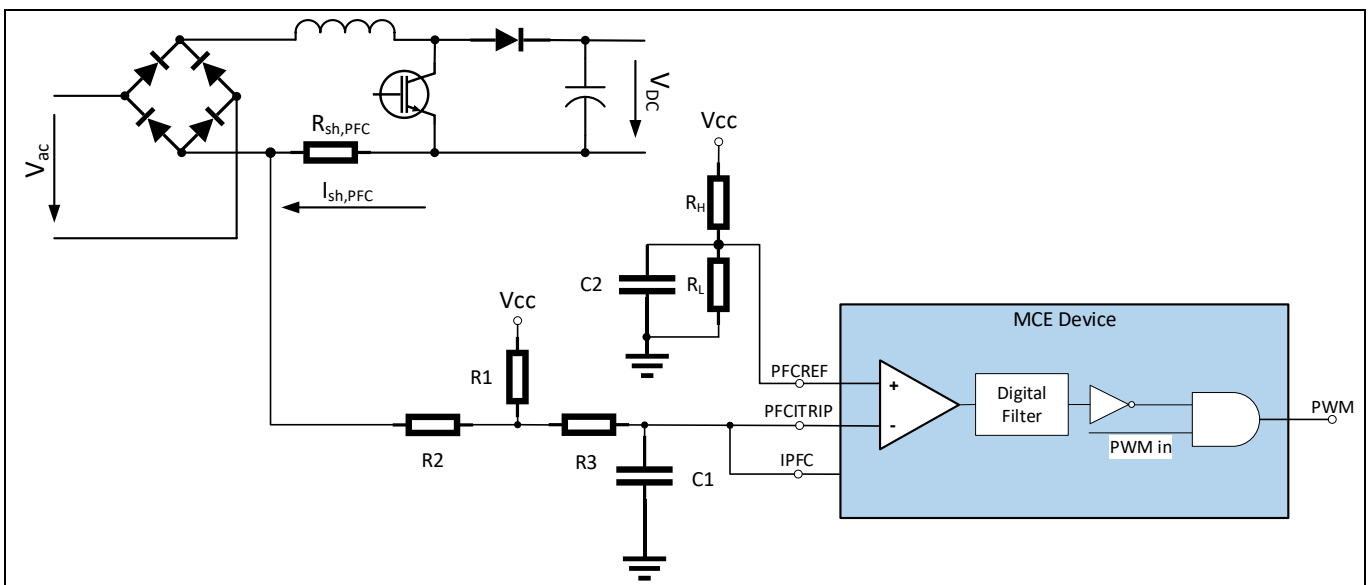 V_DC
R_sh,PFC
V_ac
I_sh,PFC
Vcc
R_H
C2
R_L
Vcc
MCE Device
R1
PFCREF
+
Digital
Filter
PFCITRIP
-
PWM
R2
R3
IPFC
PWM in
C1